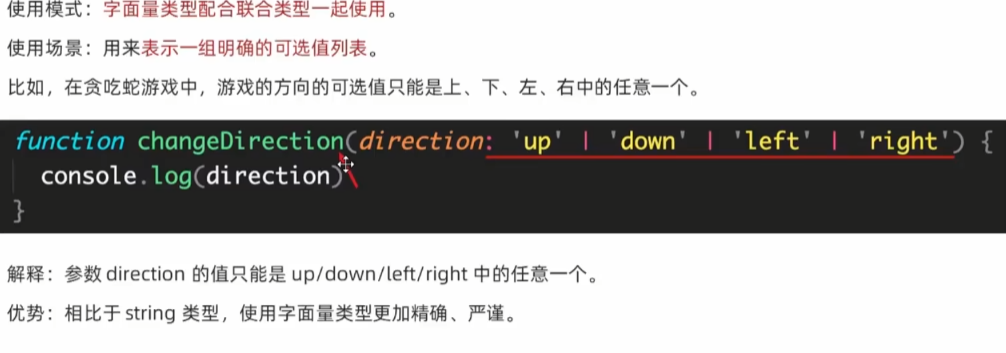 使用模式：字面量类型配合联合类型一起使用。
使用场景：用来表示一组明确的可选值列表。
比如，在贪吃蛇游戏中，游戏的方向的可选值只能是上、下、左、右中的任意一个。
function changeDirection(direction: 'up' | 'down' | 'left' | 'right') {
  console.log(direction)
}
解释：参数 direction 的值只能是 up/down/left/right 中的任意一个。
优势：相比于 string 类型，使用字面量类型更加精确、严谨。